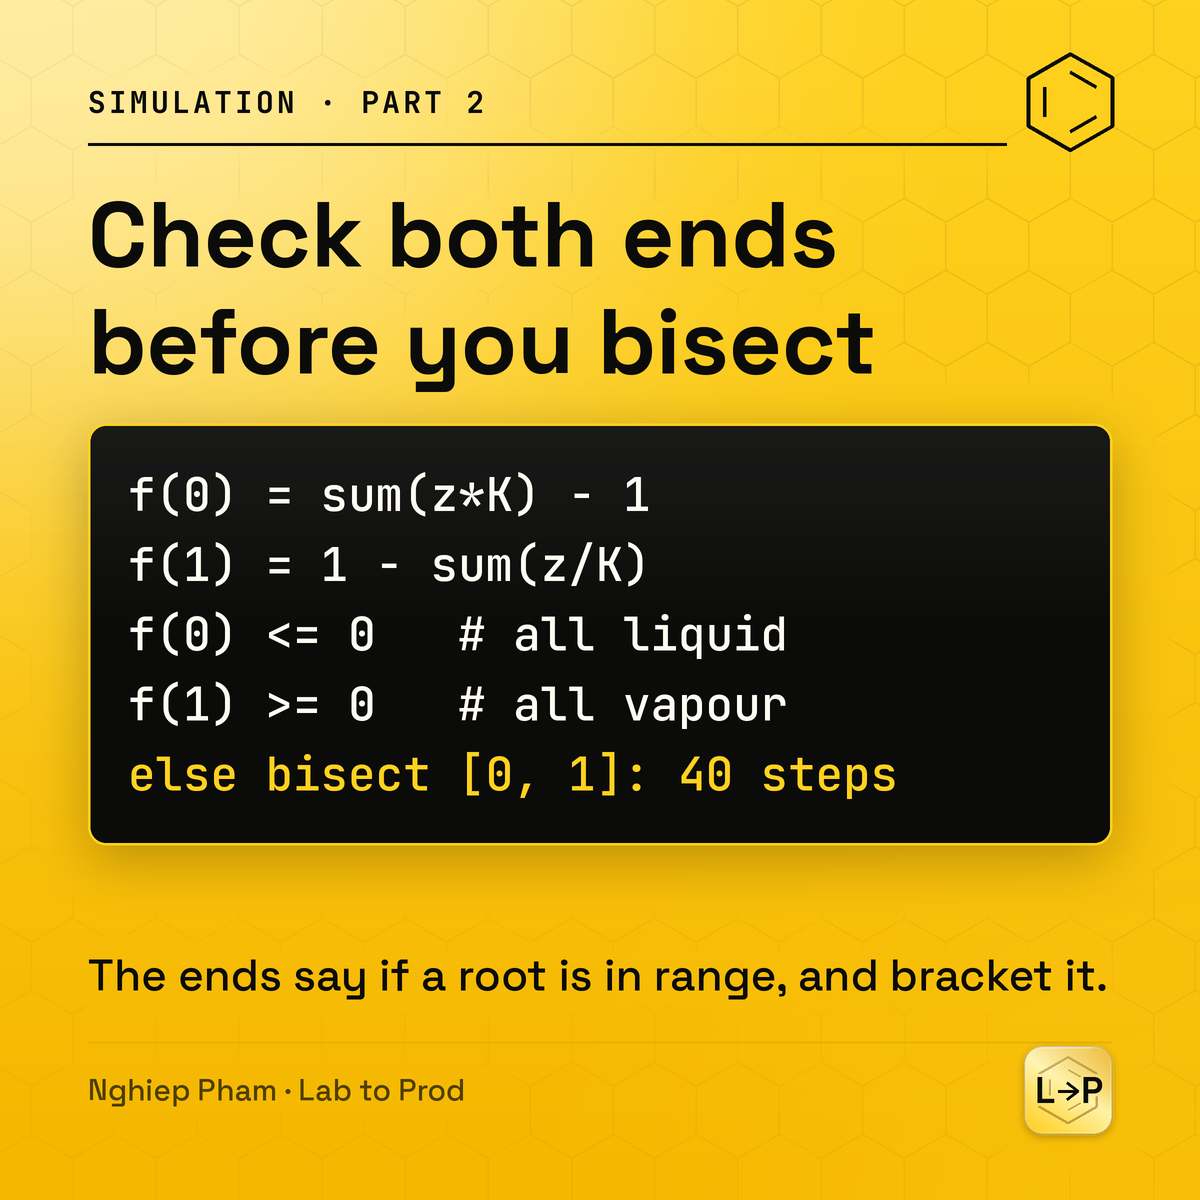 SIMULATION · PART 2
Check both ends
before you bisect
f(0) = sum(z*K) - 1
f(1) = 1 - sum(z/K)
f(0) <= 0   # all liquid
f(1) >= 0   # all vapour
else bisect [0, 1]: 40 steps
The ends say if a root is in range, and bracket it.
Nghiep Pham · Lab to Prod
L→P